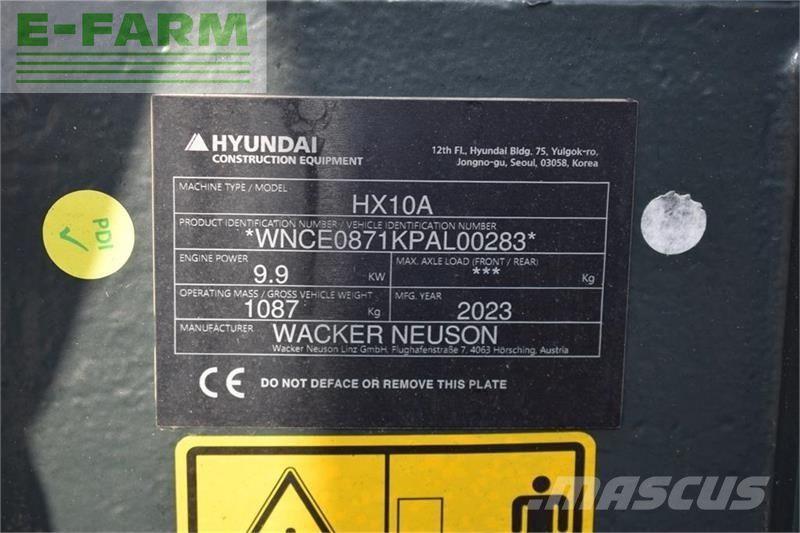 E-FARM
HYUNDAI
CONSTRUCTION EQUIPMENT
12th Fl., Hyundai Bldg. 75, Yulgok-ro,
Jongno-gu, Seoul, 03058, Korea
MACHINE TYPE / MODEL
HX10A
PRODUCT IDENTIFICATION NUMBER / VEHICLE IDENTIFICATION NUMBER
*WNCE0871KPAL00283*
ENGINE POWER
9.9 KW
MAX. AXLE LOAD (FRONT / REAR)
*** Kg
OPERATING MASS / GROSS VEHICLE WEIGHT
1087 Kg
MFG. YEAR
2023
MANUFACTURER
WACKER NEUSON
Wacker Neuson Linz GmbH, Flughafenstraße 7, 4063 Hörsching, Austria
CE DO NOT DEFACE OR REMOVE THIS PLATE
PDI
MASCUS